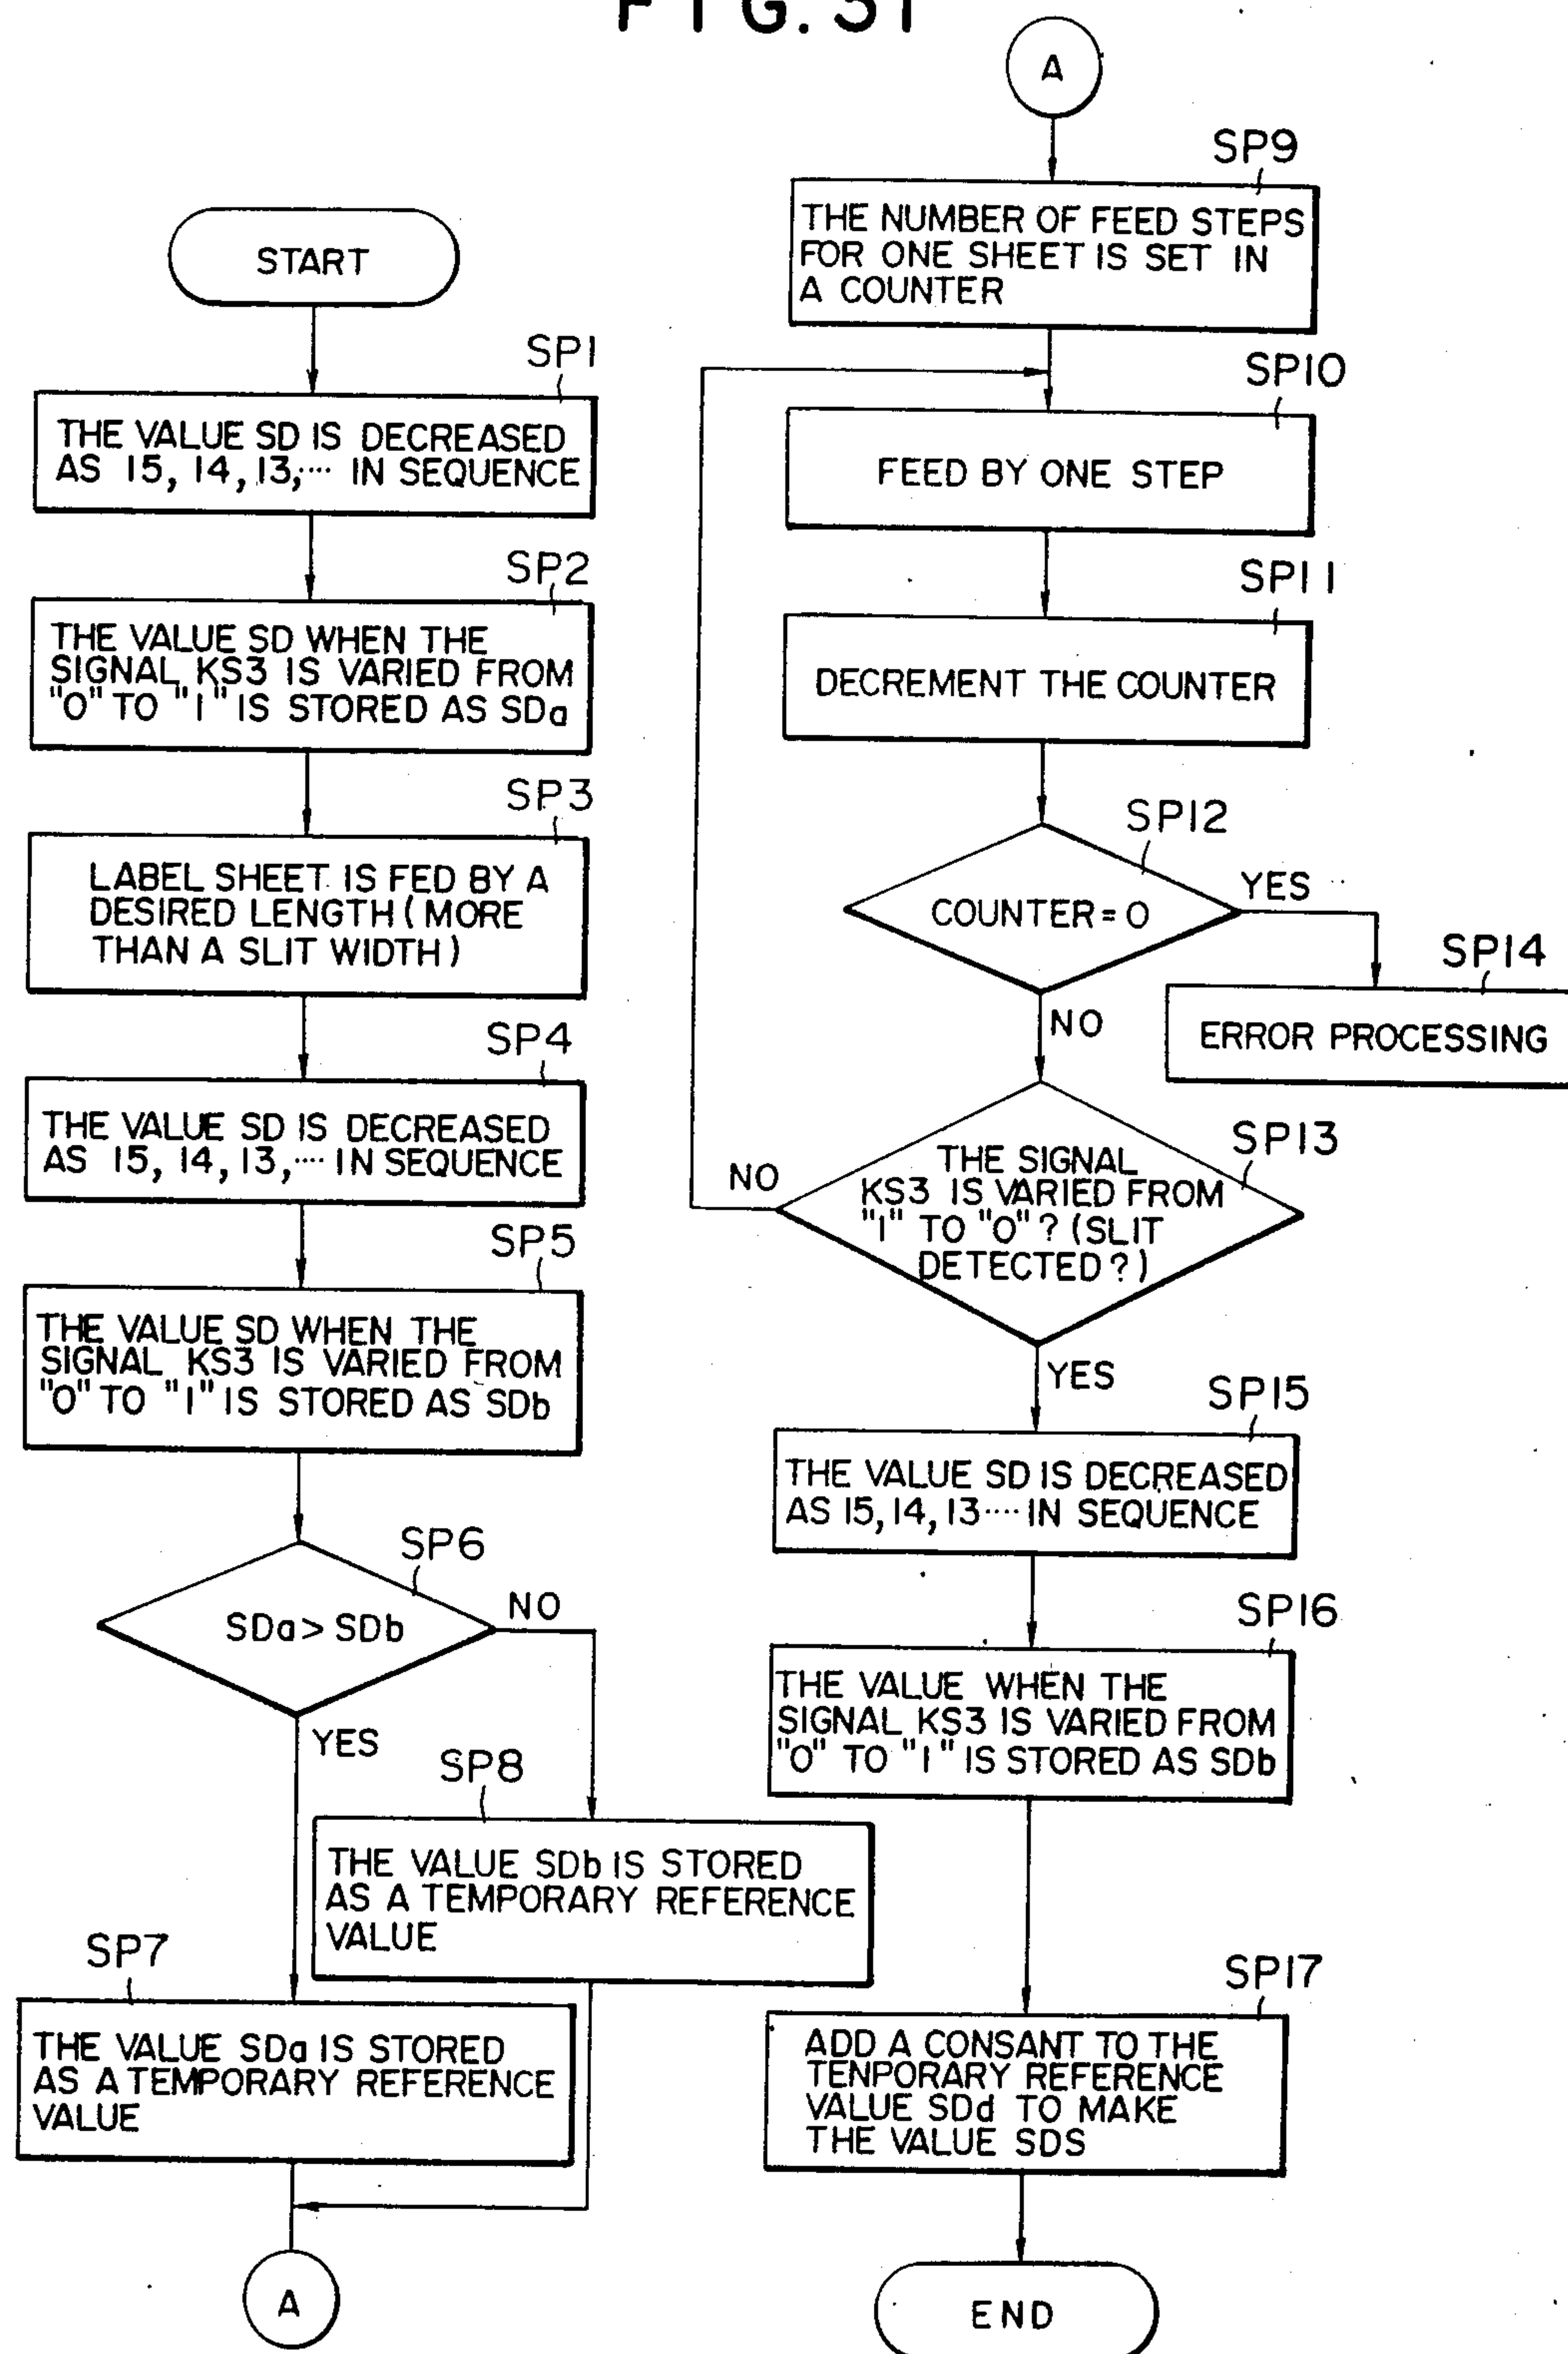 FIG. 31
START
SP1
THE VALUE SD IS DECREASED
AS 15, 14, 13, ···· IN SEQUENCE
SP2
THE VALUE SD WHEN THE
SIGNAL KS3 IS VARIED FROM
"0" TO "1" IS STORED AS SDa
SP3
LABEL SHEET IS FED BY A
DESIRED LENGTH (MORE
THAN A SLIT WIDTH)
SP4
THE VALUE SD IS DECREASED
AS 15, 14, 13, ···· IN SEQUENCE
SP5
THE VALUE SD WHEN THE
SIGNAL KS3 IS VARIED FROM
"0" TO "1" IS STORED AS SDb
SP6
SDa > SDb
NO
YES
SP8
THE VALUE SDb IS STORED
AS A TEMPORARY REFERENCE
VALUE
SP7
THE VALUE SDa IS STORED
AS A TEMPORARY REFERENCE
VALUE
A
A
SP9
THE NUMBER OF FEED STEPS
FOR ONE SHEET IS SET IN
A COUNTER
SP10
FEED BY ONE STEP
SP11
DECREMENT THE COUNTER
SP12
COUNTER = 0
YES
NO
SP14
ERROR PROCESSING
SP13
THE SIGNAL
KS3 IS VARIED FROM
"1" TO "0" ? (SLIT
DETECTED ?)
NO
YES
SP15
THE VALUE SD IS DECREASED
AS 15, 14, 13 ···· IN SEQUENCE
SP16
THE VALUE WHEN THE
SIGNAL KS3 IS VARIED FROM
"0" TO "1" IS STORED AS SDb
SP17
ADD A CONSANT TO THE
TENPORARY REFERENCE
VALUE SDd TO MAKE
THE VALUE SDS
END